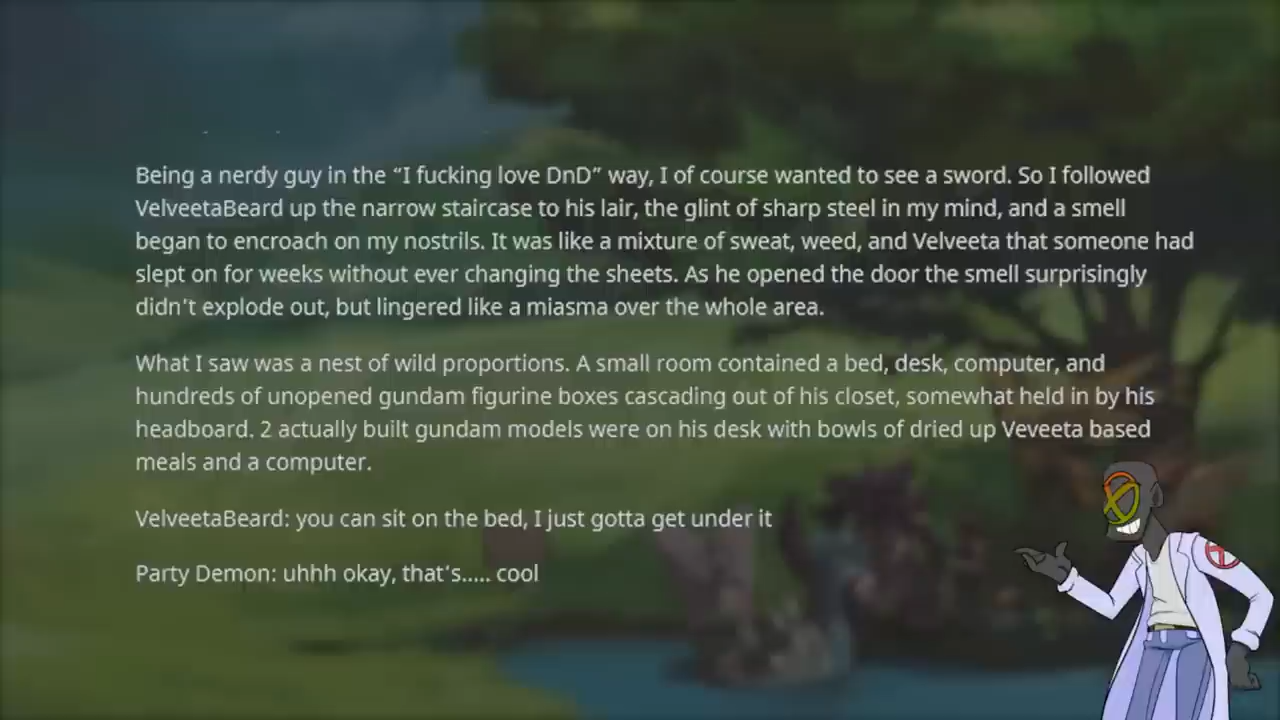 Being a nerdy guy in the “I fucking love DnD” way, I of course wanted to see a sword. So I followed
VelveetaBeard up the narrow staircase to his lair, the glint of sharp steel in my mind, and a smell
began to encroach on my nostrils. It was like a mixture of sweat, weed, and Velveeta that someone had
slept on for weeks without ever changing the sheets. As he opened the door the smell surprisingly
didn't explode out, but lingered like a miasma over the whole area.
What I saw was a nest of wild proportions. A small room contained a bed, desk, computer, and
hundreds of unopened gundam figurine boxes cascading out of his closet, somewhat held in by his
headboard. 2 actually built gundam models were on his desk with bowls of dried up Veveeta based
meals and a computer.
VelveetaBeard: you can sit on the bed, I just gotta get under it
Party Demon: uhhh okay, that's..... cool